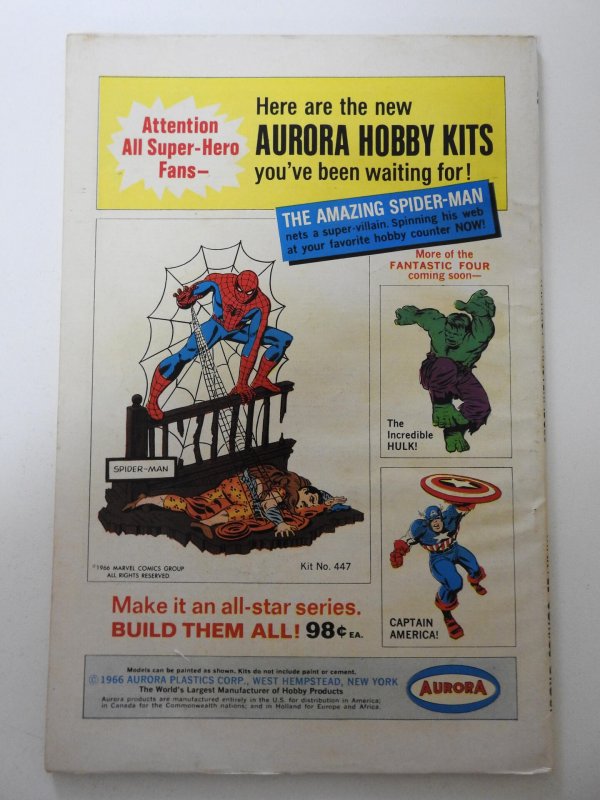 Attention
All Super-Hero
Fans—
Here are the new
AURORA HOBBY KITS
you've been waiting for!
THE AMAZING SPIDER-MAN
nets a super-villain. Spinning his web
at your favorite hobby counter NOW!
More of the
FANTASTIC FOUR
coming soon—
SPIDER-MAN
©1966 MARVEL COMICS GROUP
ALL RIGHTS RESERVED
Kit No. 447
The
Incredible
HULK!
CAPTAIN
AMERICA!
Make it an all-star series.
BUILD THEM ALL! 98¢ EA.
Models can be painted as shown. Kits do not include paint or cement.
© 1966 AURORA PLASTICS CORP., WEST HEMPSTEAD, NEW YORK
The World's Largest Manufacturer of Hobby Products
Aurora products are manufactured entirely in the U.S. for distribution in America;
in Canada for the Commonwealth nations; and in Holland for Europe and Africa.
AURORA